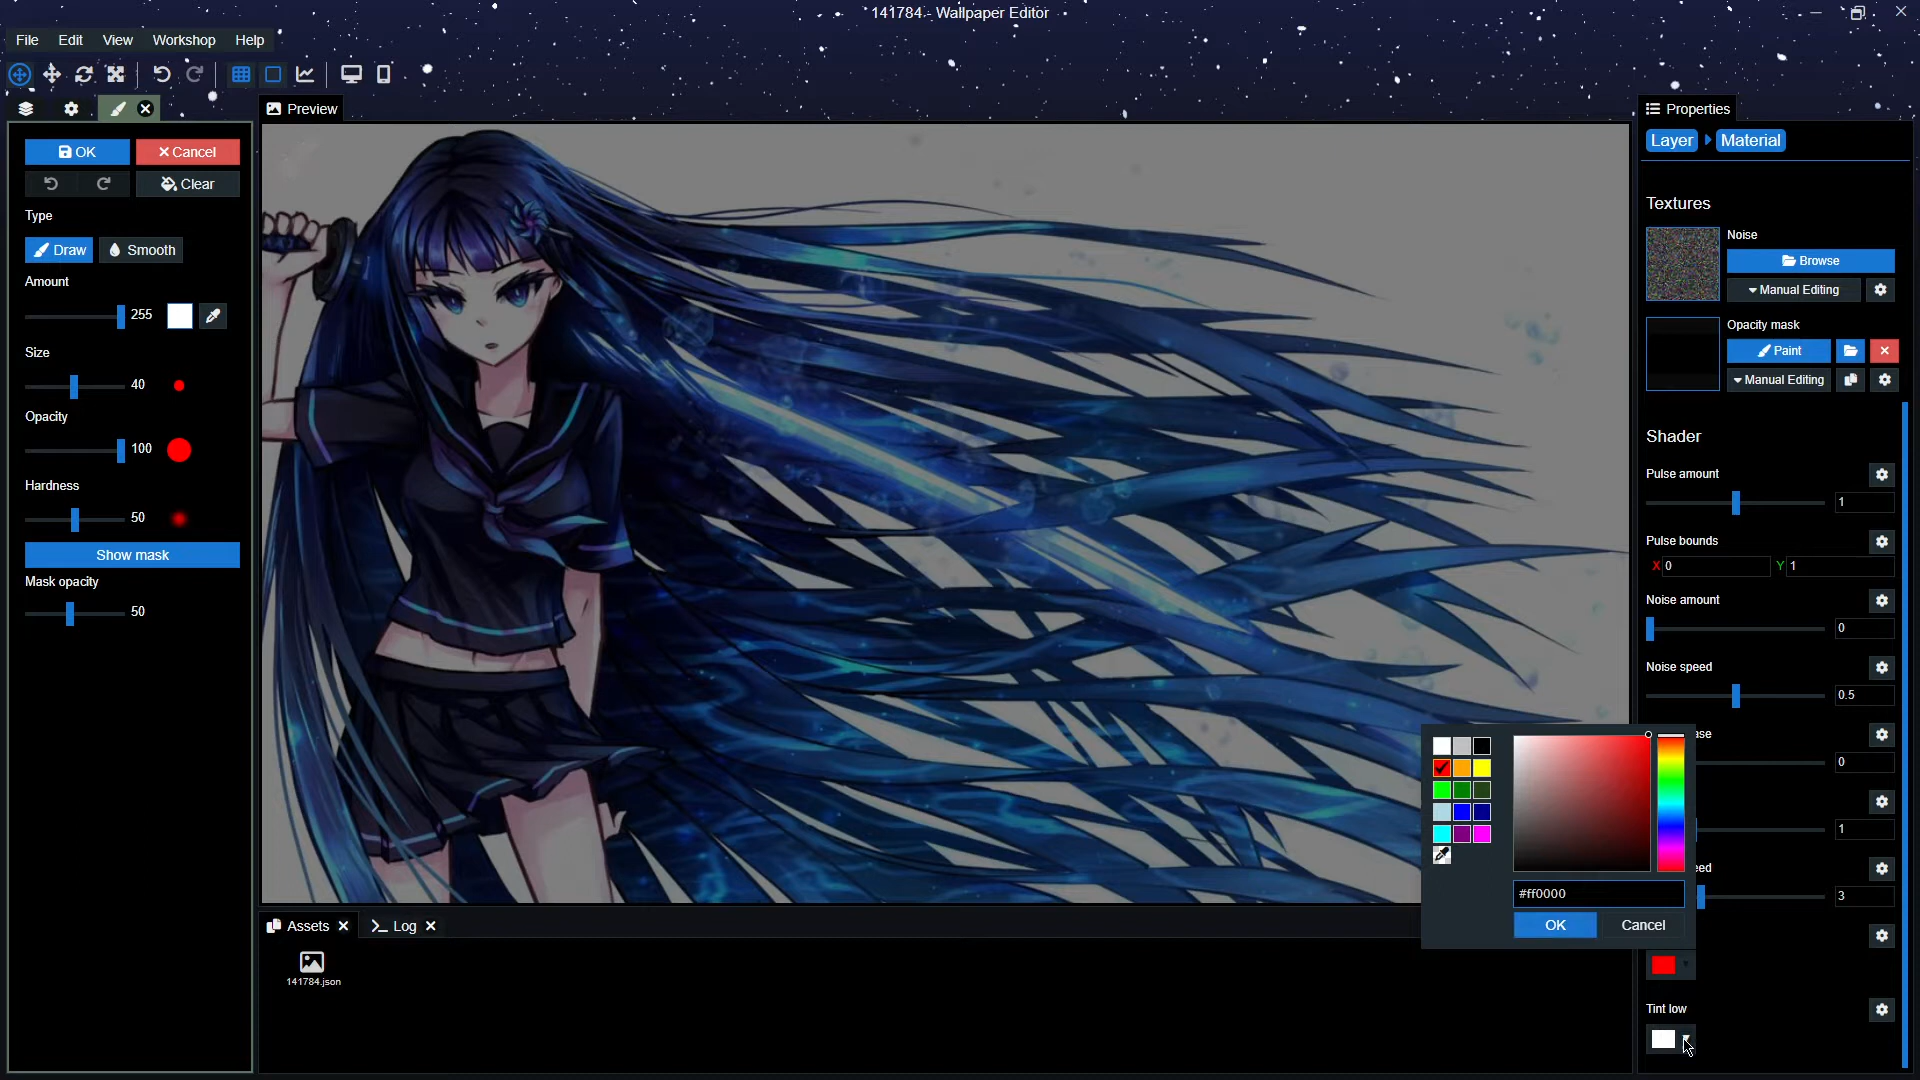 141784 - Wallpaper Editor
File Edit View Workshop Help
Preview
Properties
Layer Material
OK Cancel
Clear
Type
Draw Smooth
Amount
255
Size
40
Opacity
100
Hardness
50
Show mask
Mask opacity
50
Textures
Noise
Browse
Manual Editing
Opacity mask
Paint
Manual Editing
Shader
Pulse amount
1
Pulse bounds
X 0 Y 1
Noise amount
0
Noise speed
0.5
ase
0
1
eed
3
#ff0000
OK Cancel
Tint low
Assets Log
141784.json